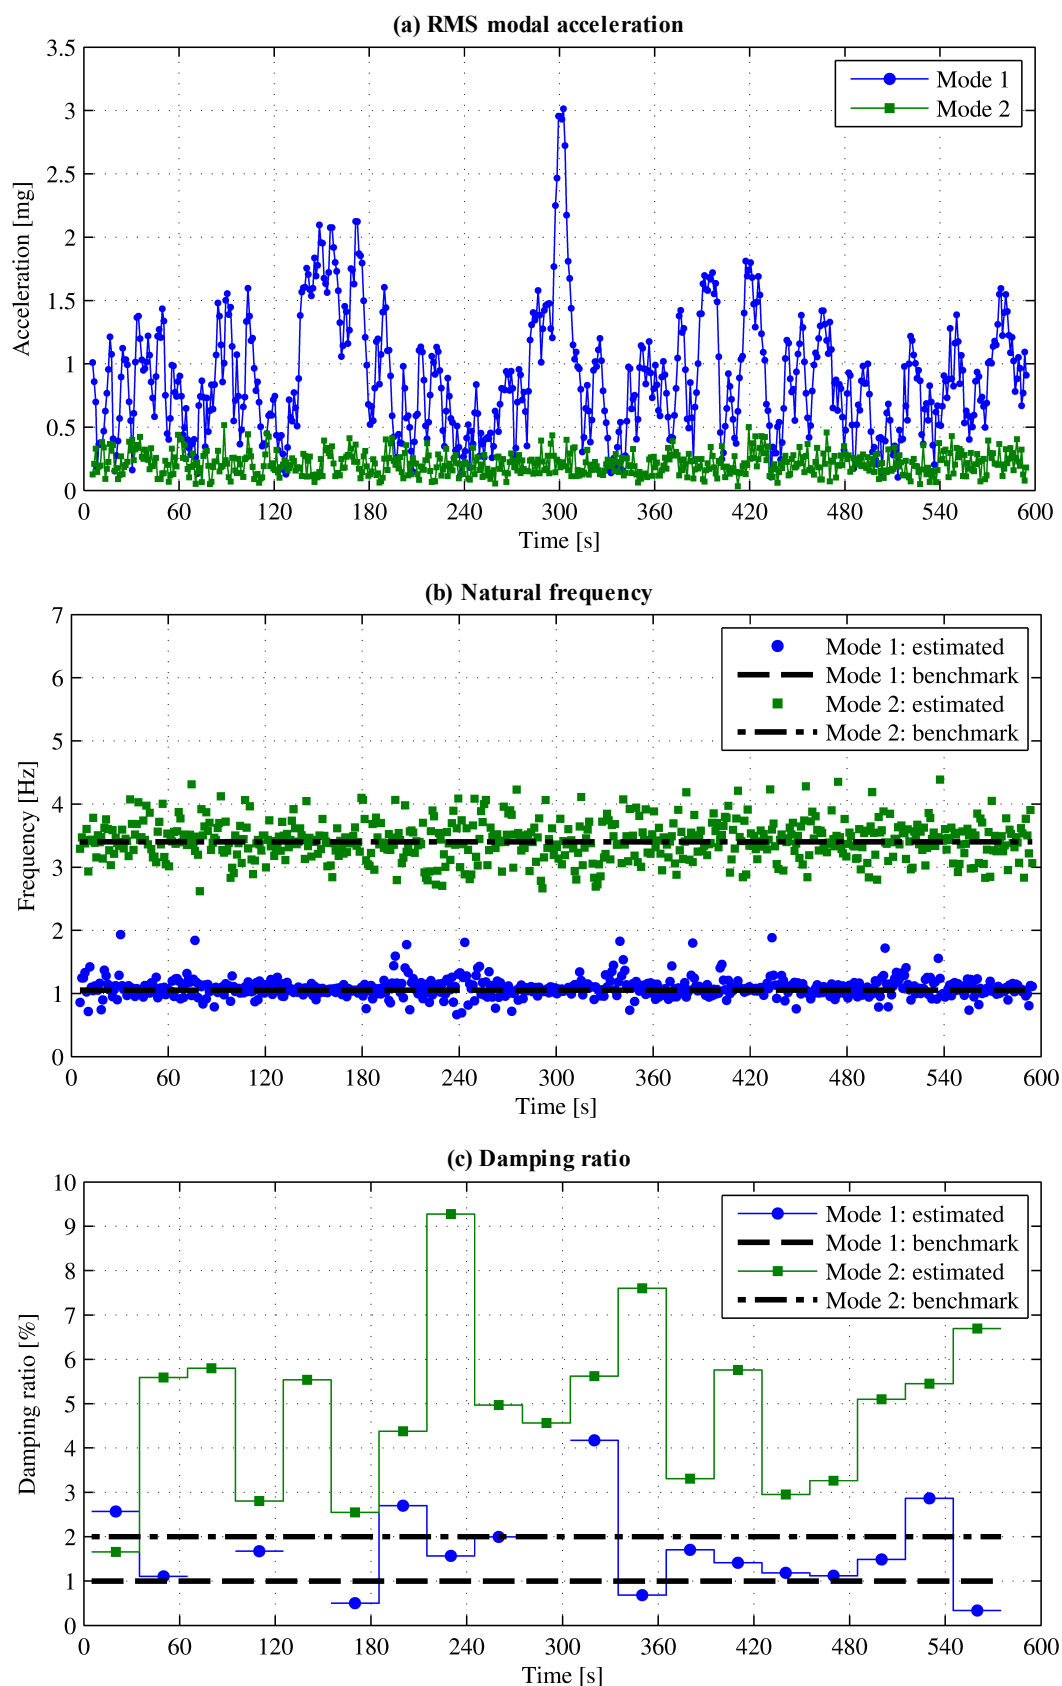 (a) RMS modal acceleration
3.5
3
2.5
2
1.5
1
0.5
0
Acceleration [mg]
Mode 1
Mode 2
0 60 120 180 240 300 360 420 480 540 600
Time [s]
(b) Natural frequency
7
6
5
4
3
2
1
0
Frequency [Hz]
Mode 1: estimated
Mode 1: benchmark
Mode 2: estimated
Mode 2: benchmark
0 60 120 180 240 300 360 420 480 540 600
Time [s]
(c) Damping ratio
10
9
8
7
6
5
4
3
2
1
0
Damping ratio [%]
Mode 1: estimated
Mode 1: benchmark
Mode 2: estimated
Mode 2: benchmark
0 60 120 180 240 300 360 420 480 540 600
Time [s]